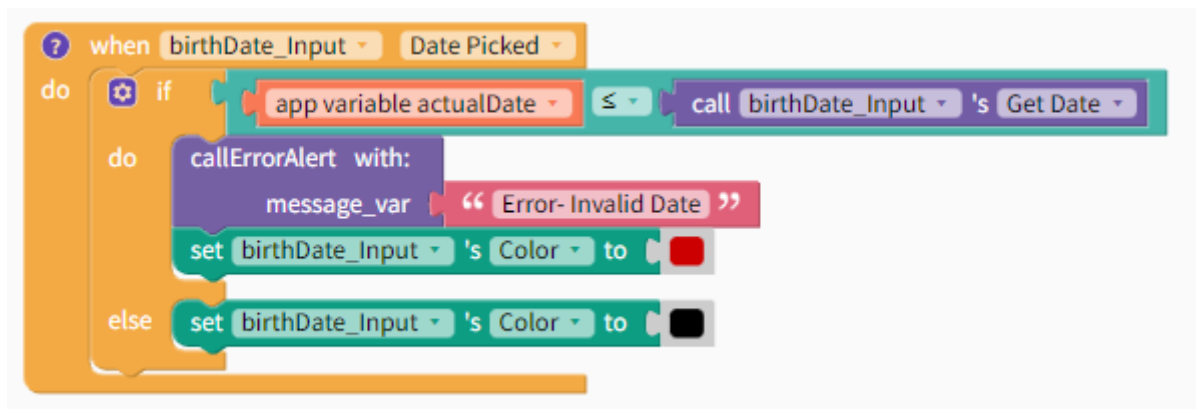 ? when birthDate_Input Date Picked
do if app variable actualDate ≤ call birthDate_Input 's Get Date
do callErrorAlert with:
message_var “ Error- Invalid Date ”
set birthDate_Input 's Color to
else set birthDate_Input 's Color to